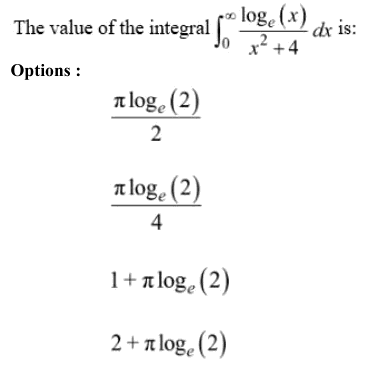 The value of the integral ∫₀^∞ logₑ(x)/(x² + 4) dx is:
Options :
π logₑ(2)/2
π logₑ(2)/4
1 + π logₑ(2)
2 + π logₑ(2)